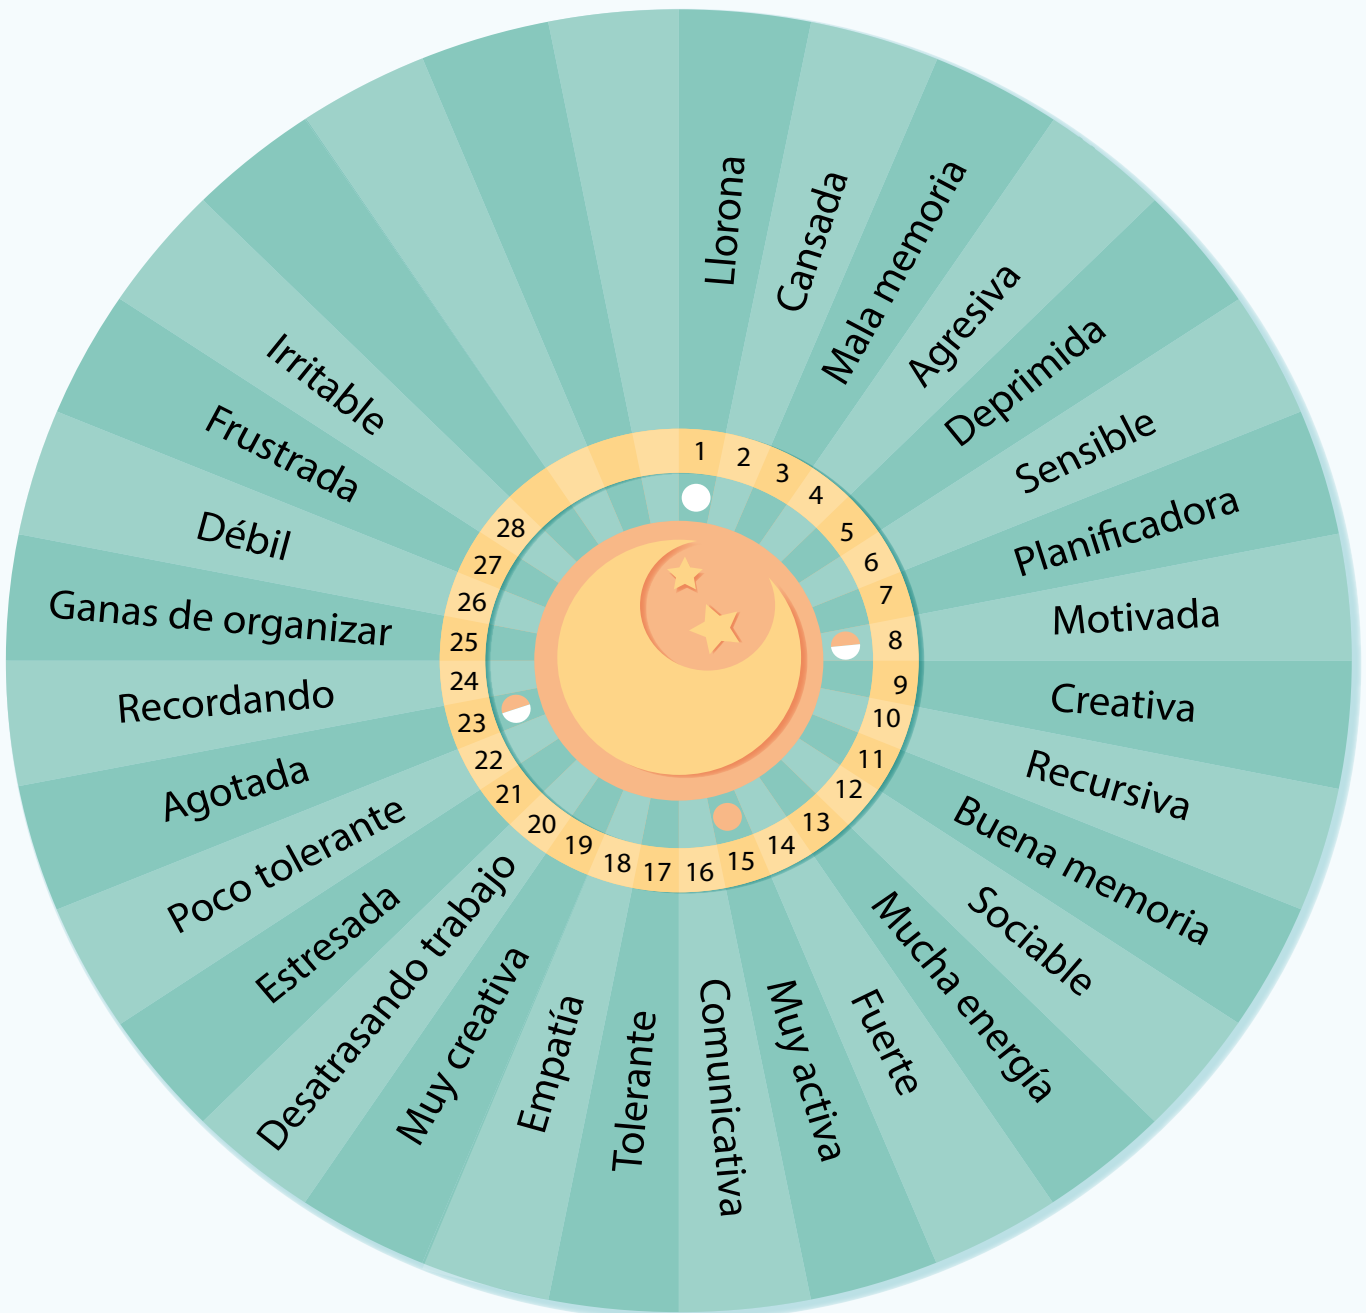 1
Llorona
2
Cansada
3
Mala memoria
4
Agresiva
5
Deprimida
6
Sensible
7
Planificadora
8
Motivada
9
Creativa
10
Recursiva
11
Buena memoria
12
Sociable
13
Mucha energía
14
Fuerte
15
Muy activa
16
Comunicativa
17
Tolerante
18
Empatía
19
Muy creativa
20
Desatrasando trabajo
21
Estresada
22
Poco tolerante
23
Agotada
24
Recordando
25
Ganas de organizar
26
Débil
27
Frustrada
28
Irritable